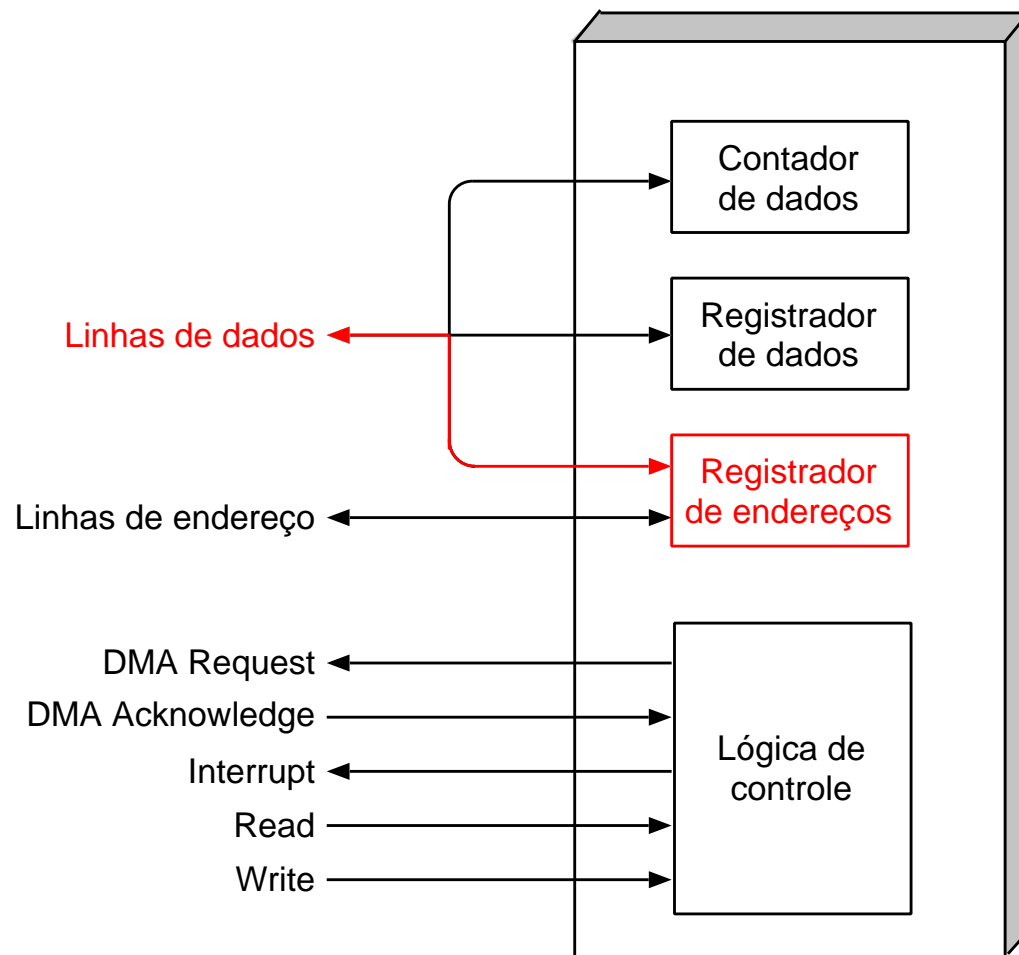 Contador
de dados
Registrador
de dados
Linhas de dados
Registrador
de endereços
Linhas de endereço
DMA Request
DMA Acknowledge
Interrupt
Read
Write
Lógica de
controle